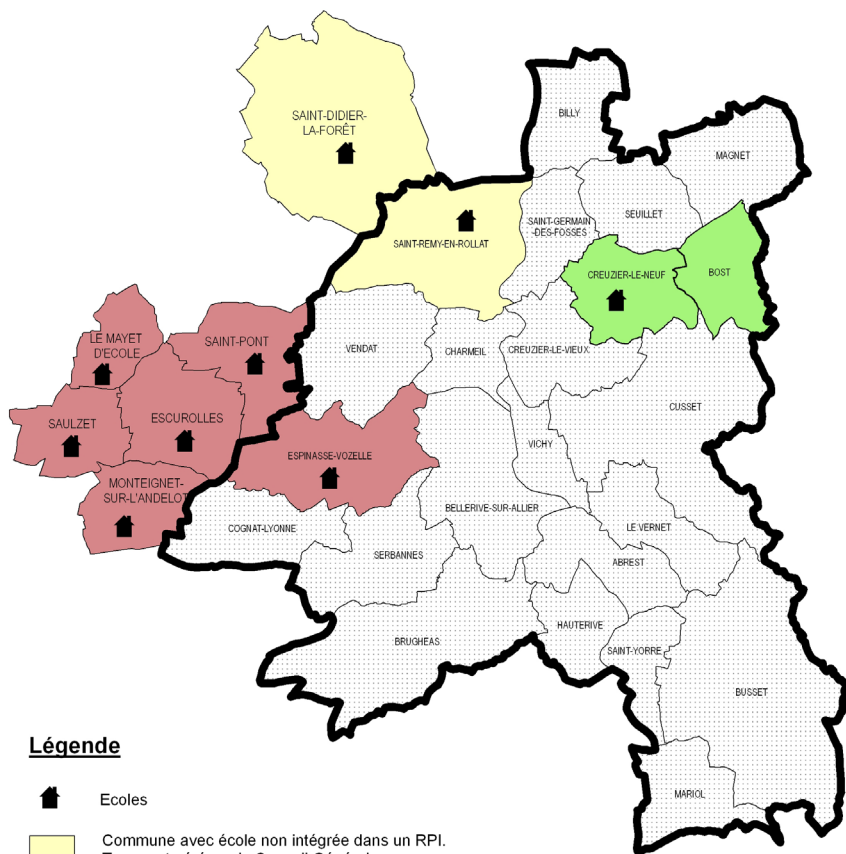 BILLY
MAGNET
SAINT-DIDIER-
LA-FORÊT
SEUILLET
SAINT-GERMAIN
-DES-FOSSES
SAINT-REMY-EN-ROLLAT
CREUZIER-LE-NEUF
BOST
LE MAYET
D'ECOLE
SAINT-PONT
VENDAT
CHARMEIL
CREUZIER-LE-VIEUX
CUSSET
SAULZET
ESCUROLLES
VICHY
ESPINASSE-VOZELLE
MONTEIGNET-
SUR-L'ANDELOT
BELLERIVE-SUR-ALLIER
COGNAT-LYONNE
LE VERNET
SERBANNES
ABREST
HAUTERIVE
BRUGHEAS
SAINT-YORRE
BUSSET
MARIOL
Légende
Ecoles
Commune avec école non intégrée dans un RPI.